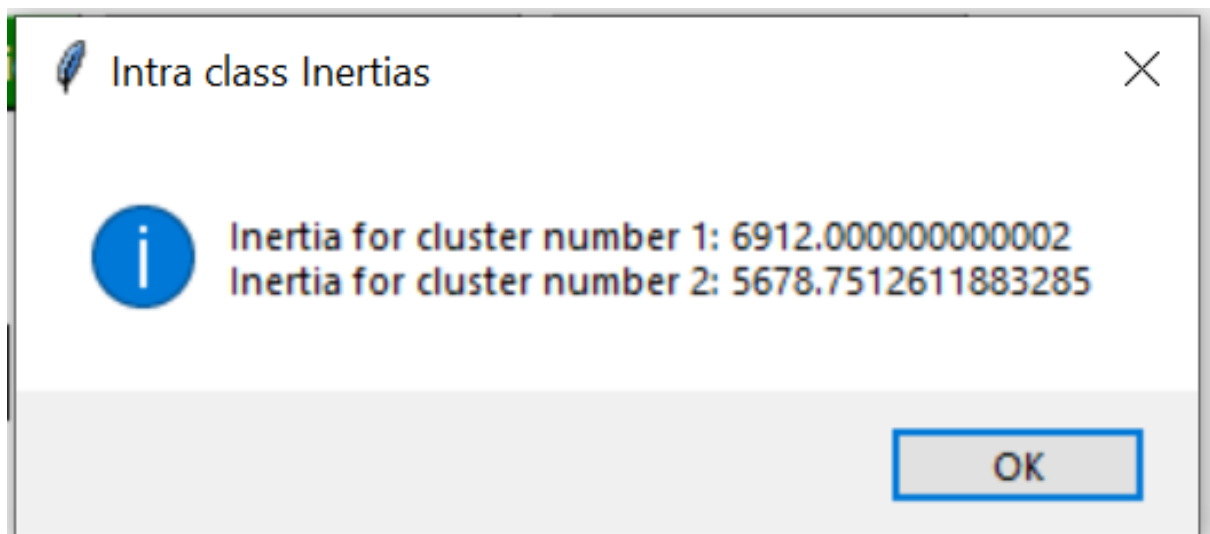 Intra class Inertias
Inertia for cluster number 1: 6912.000000000002
Inertia for cluster number 2: 5678.7512611883285
OK